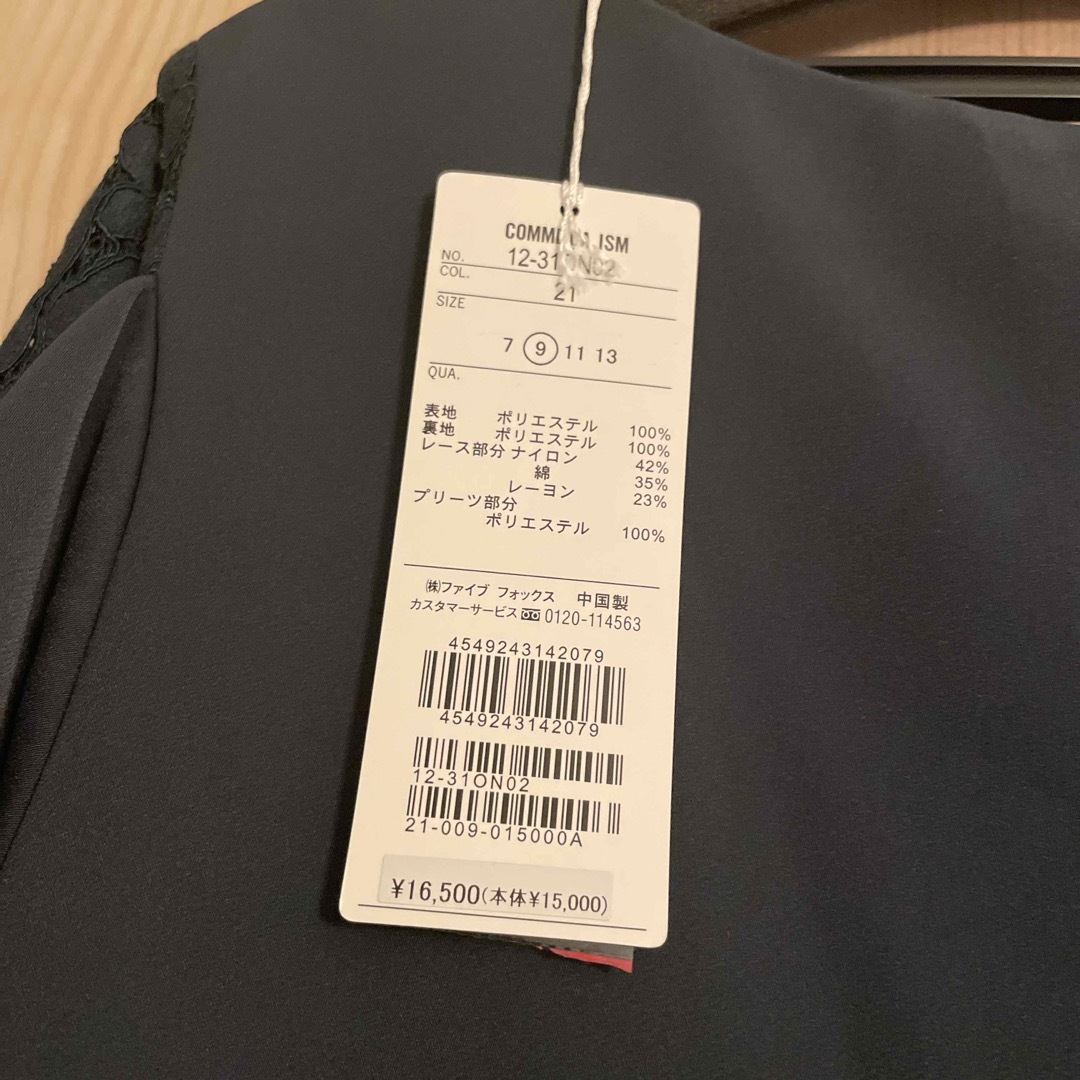 COMME CA ISM
NO. 12-31ON02
COL. 21
SIZE
7 9 11 13
QUA.
表地 ポリエステル 100%
裏地 ポリエステル 100%
レース部分 ナイロン 42%
綿 35%
レーヨン 23%
プリーツ部分
ポリエステル 100%
㈱ファイブ フォックス 中国製
カスタマーサービス 0120-114563
4549243142079
4549243142079
12-31ON02
21-009-015000A
¥16,500(本体¥15,000)